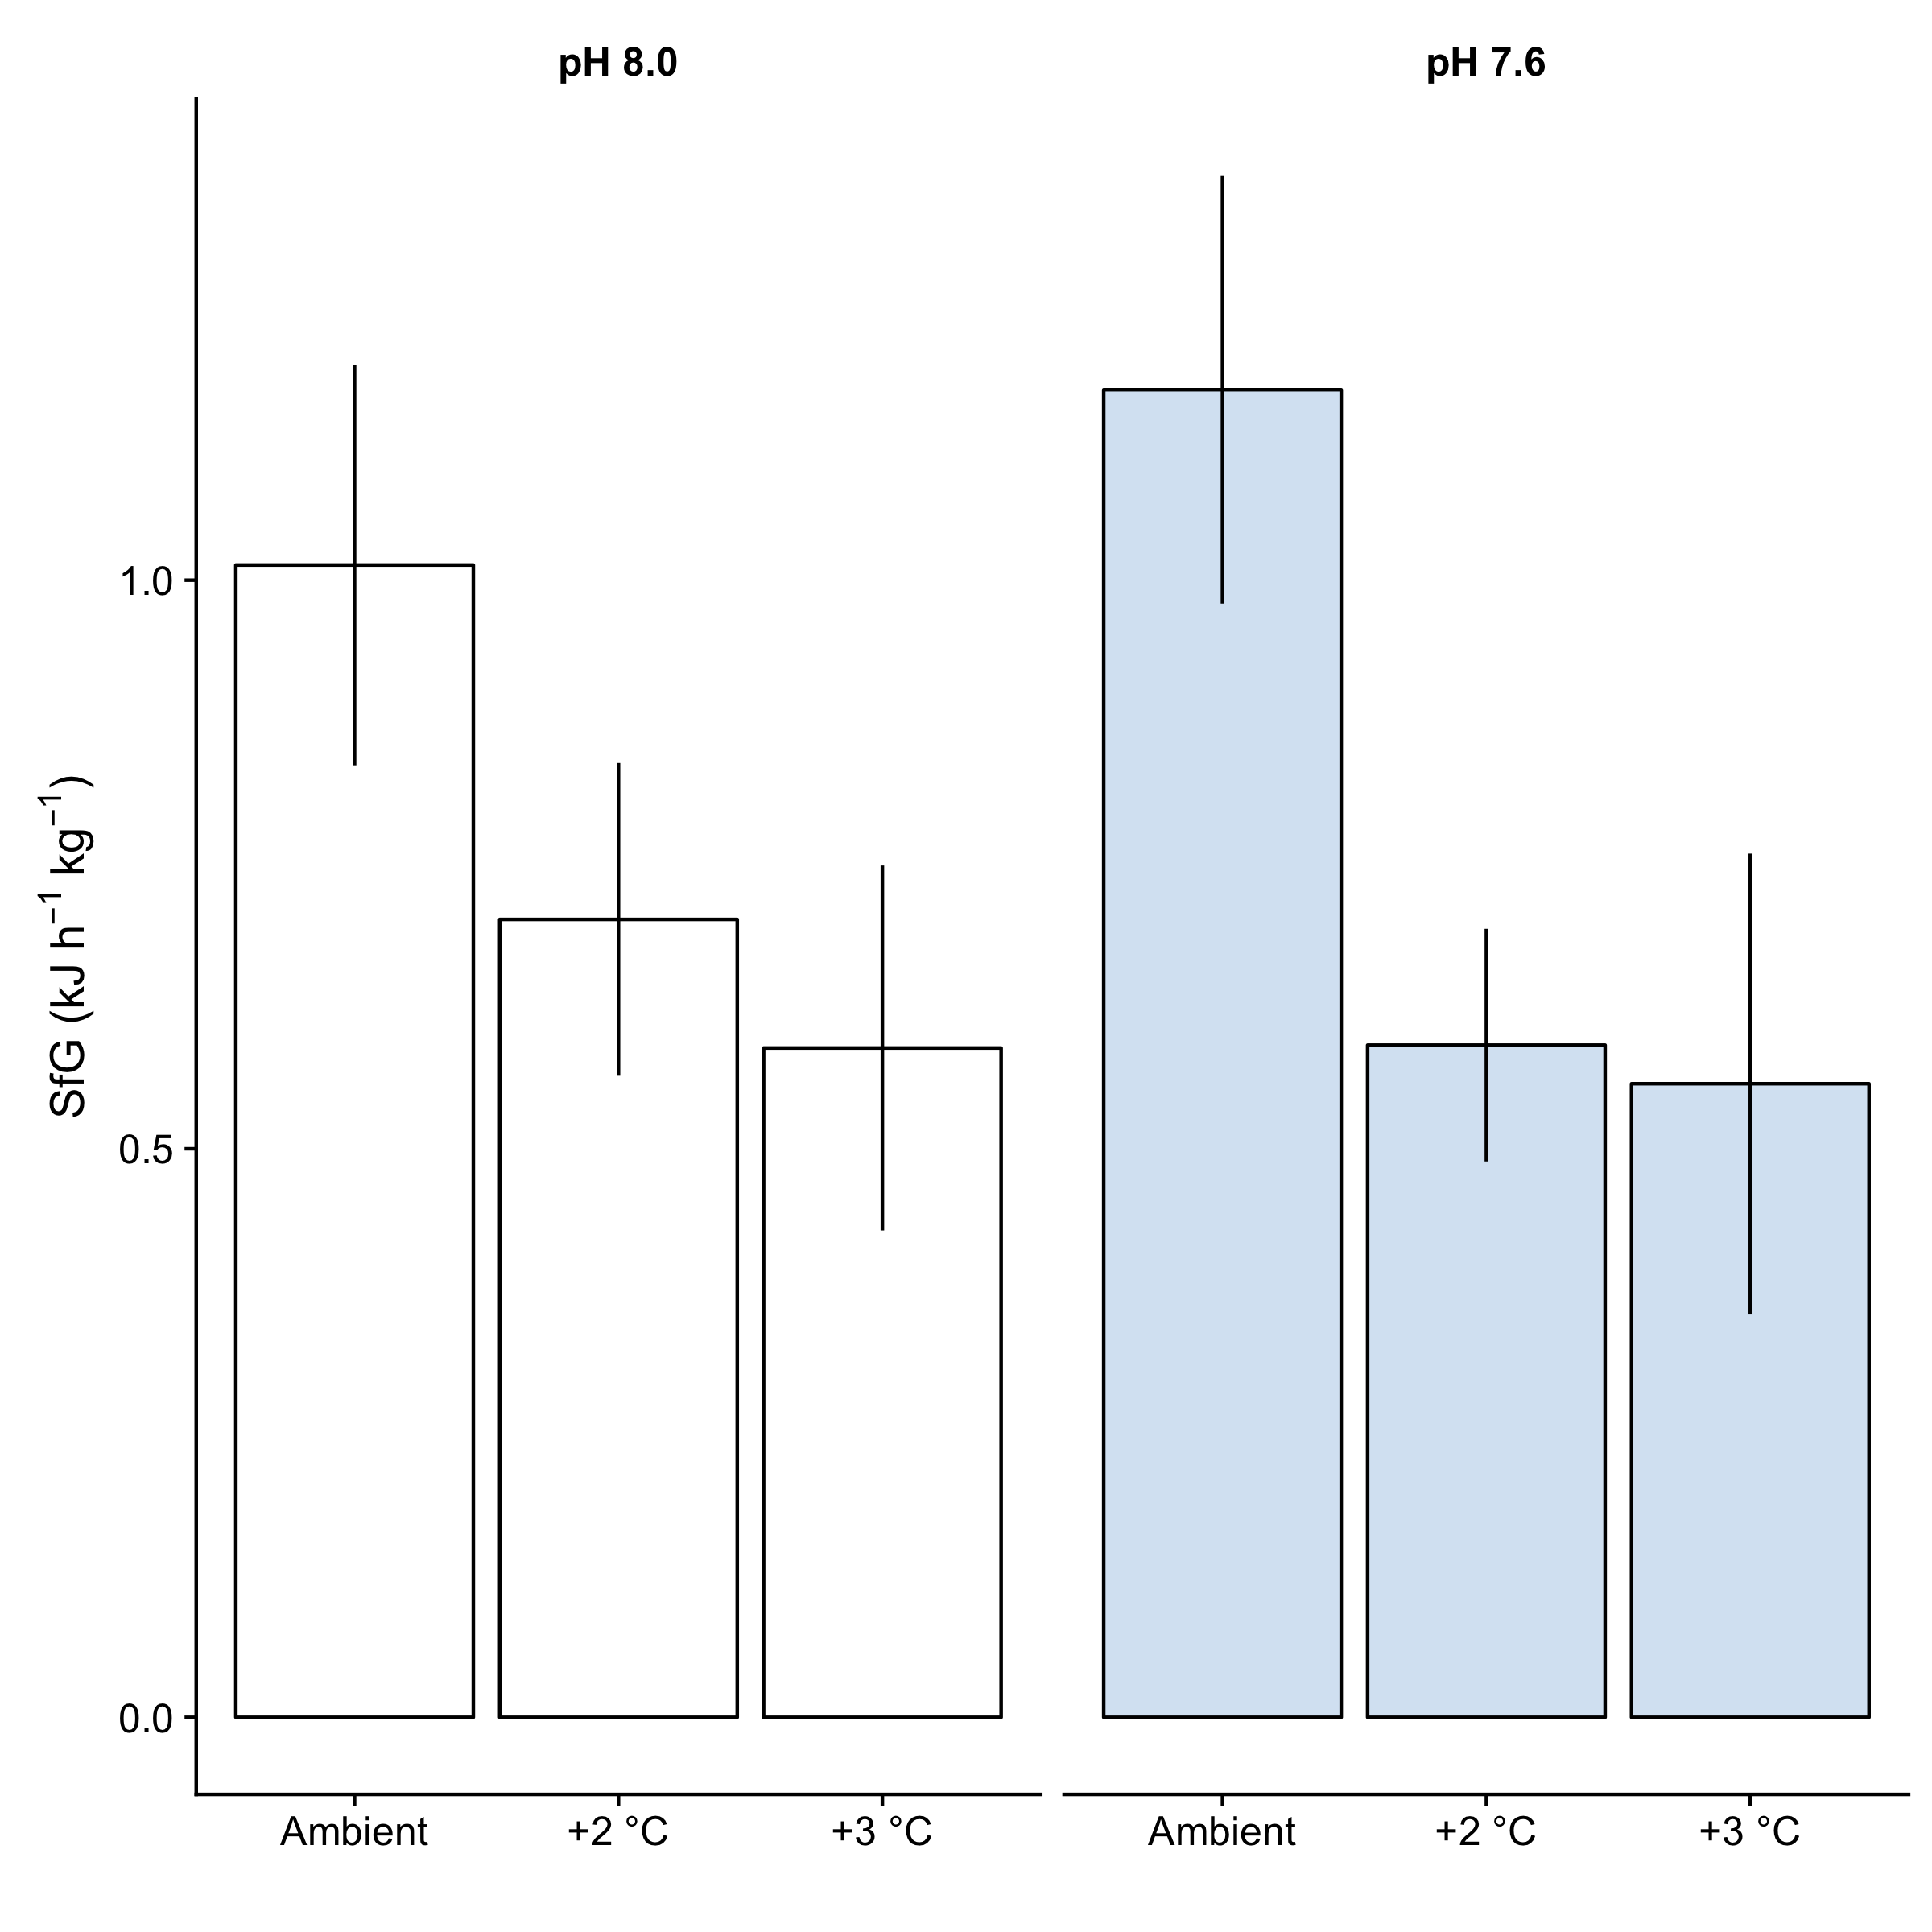 pH 8.0
pH 7.6
SfG (kJ h⁻¹ kg⁻¹)
1.0
0.5
0.0
Ambient +2 °C +3 °C Ambient +2 °C +3 °C